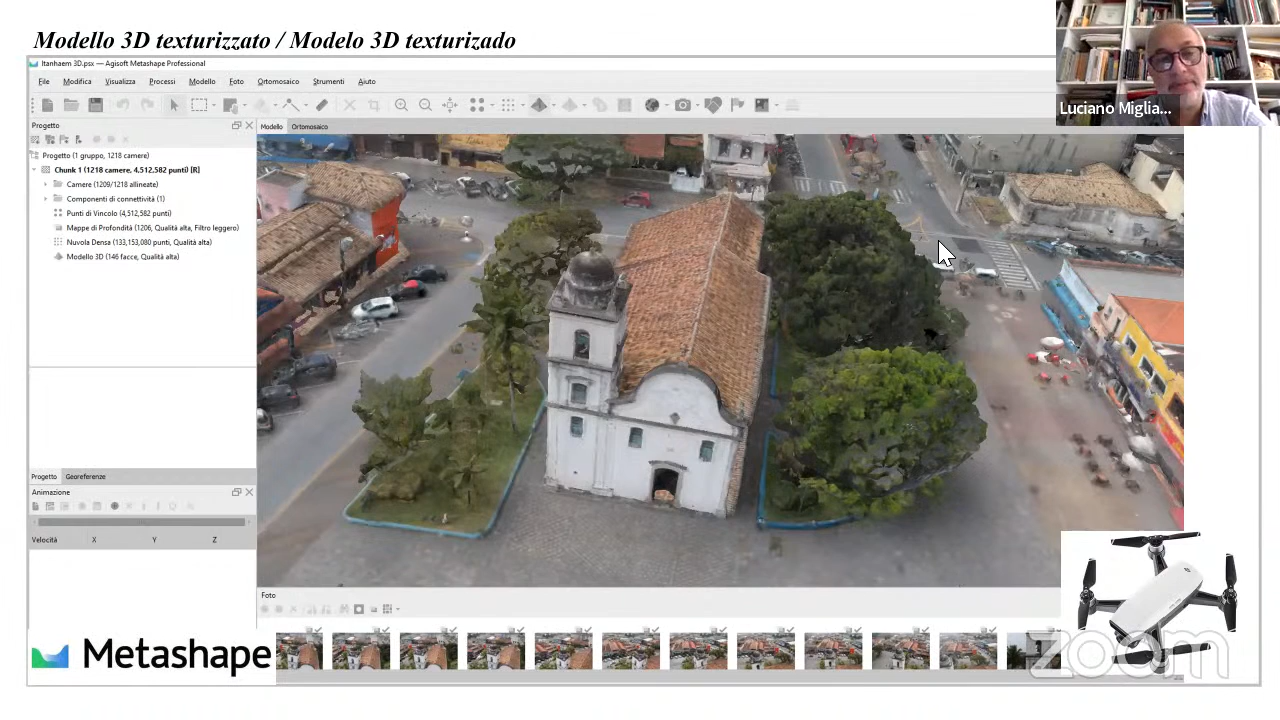 Modello 3D texturizzato / Modelo 3D texturizado
Itanhaem 3D.psx — Agisoft Metashape Professional
File Modifica Visualizza Processi Modello Foto Ortomosaico Strumenti Aiuto
Luciano Miglia...
Progetto
Modello Ortomosaico
Progetto (1 gruppo, 1218 camere)
Chunk 1 (1218 camere, 4,512,582 punti) [R]
Camere (1209/1218 allineate)
Componenti di connettività (1)
Punti di Vincolo (4,512,582 punti)
Mappe di Profondità (1206, Qualità alta, Filtro leggero)
Nuvola Densa (133,153,080 punti, Qualità alta)
Modello 3D (146 facce, Qualità alta)
Progetto Georeferenze
Animazione
Velocità X Y Z
Foto
Metashape
zoom